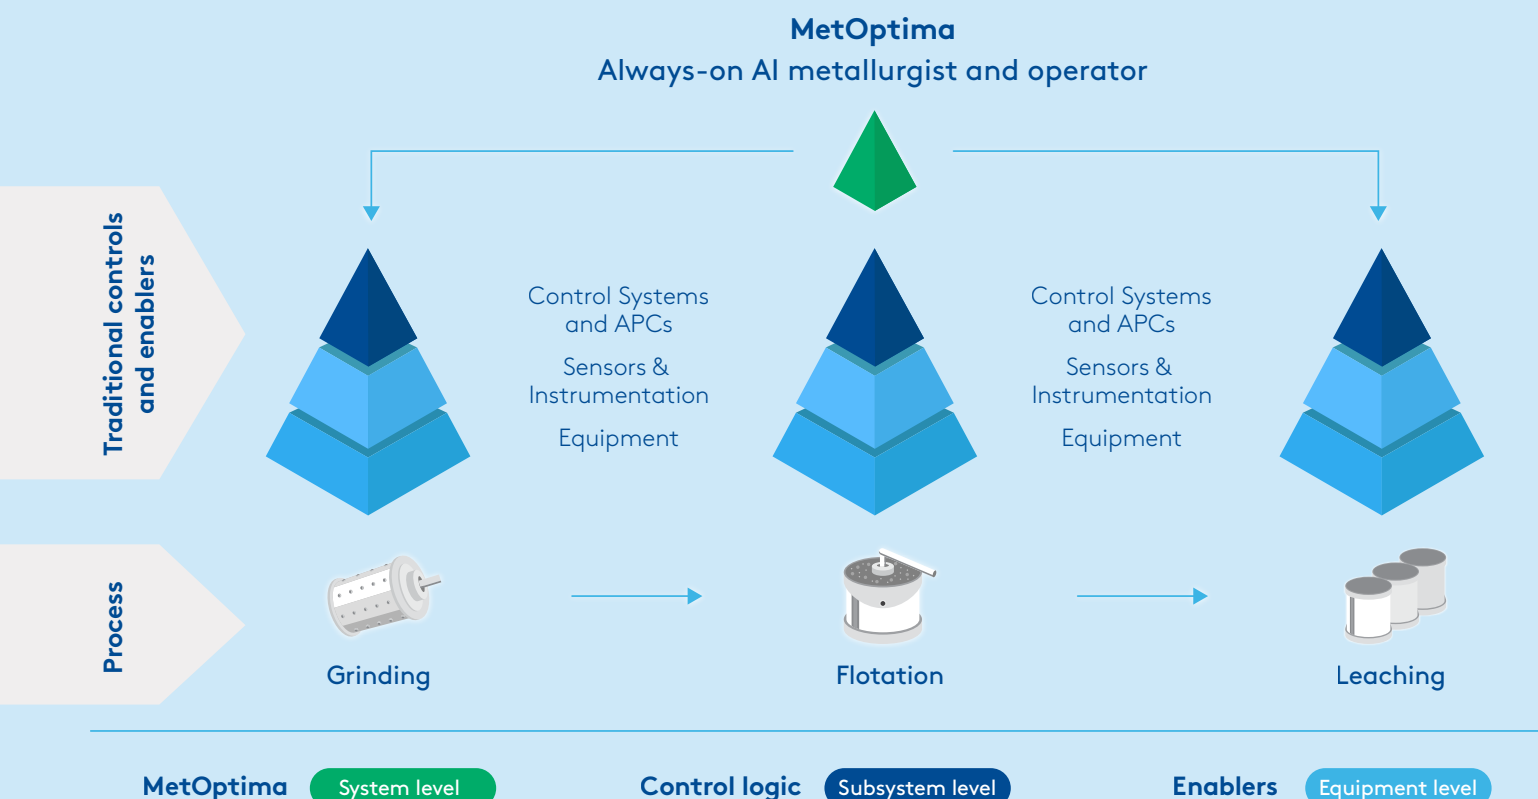 MetOptima
Always-on AI metallurgist and operator
Traditional controls
and enablers
Control Systems
and APCs
Sensors &
Instrumentation
Equipment
Control Systems
and APCs
Sensors &
Instrumentation
Equipment
Process
Grinding
Flotation
Leaching
MetOptima System level
Control logic Subsystem level
Enablers Equipment level